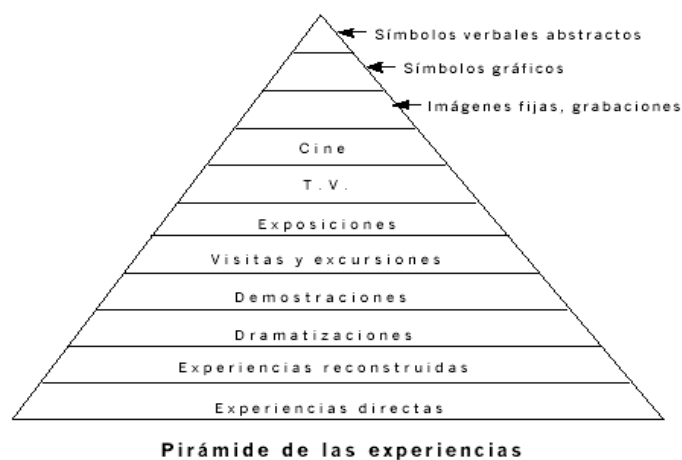 Símbolos verbales abstractos
Símbolos gráficos
Imágenes fijas, grabaciones
Cine
T.V.
Exposiciones
Visitas y excursiones
Demostraciones
Dramatizaciones
Experiencias reconstruidas
Experiencias directas
Pirámide de las experiencias